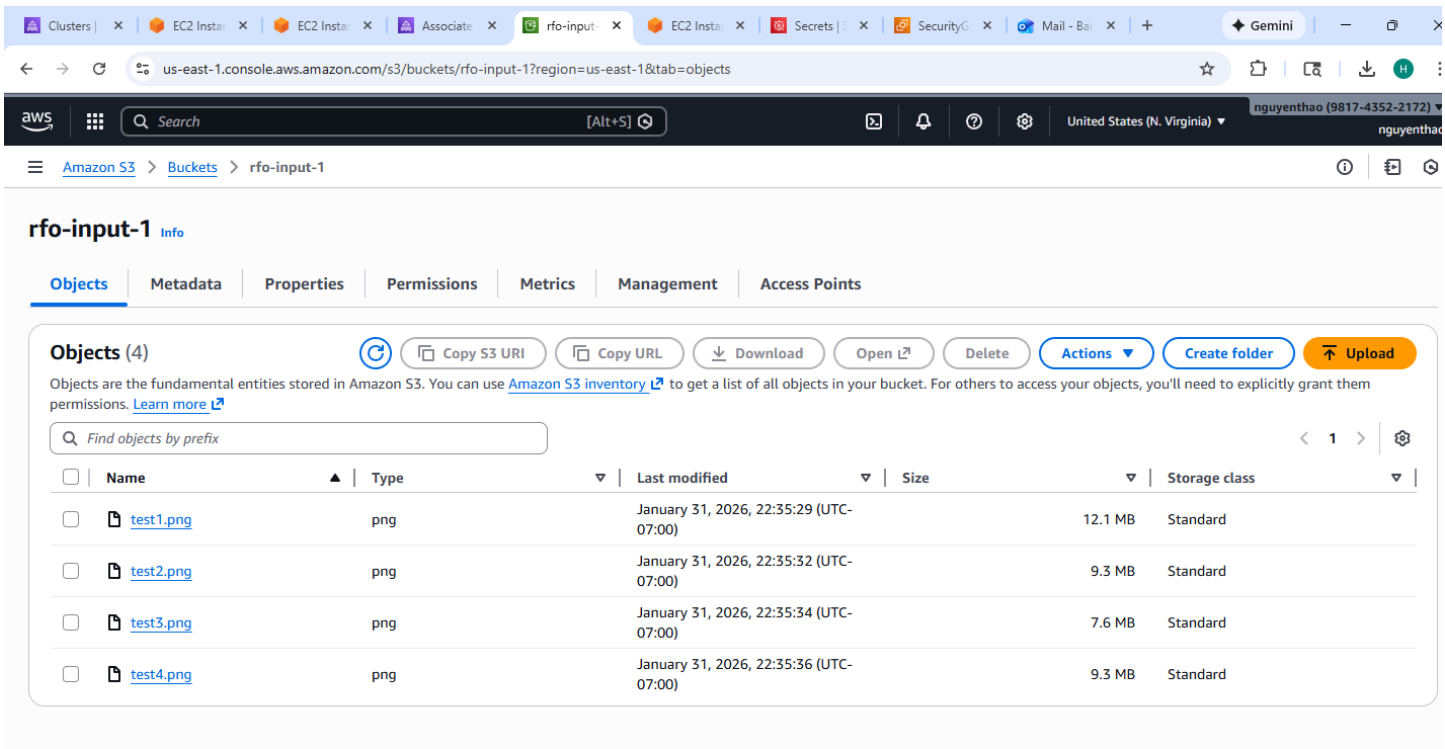 Clusters |
EC2 Instan
EC2 Instan
Associate
rfo-input-
EC2 Instan
Secrets | S
SecurityG
Mail - Bai
Gemini
us-east-1.console.aws.amazon.com/s3/buckets/rfo-input-1?region=us-east-1&tab=objects
H
aws
Search
[Alt+S]
United States (N. Virginia)
nguyenthao (9817-4352-2172)
nguyenthao
Amazon S3 > Buckets > rfo-input-1
rfo-input-1 Info
Objects Metadata Properties Permissions Metrics Management Access Points
Objects (4)
Copy S3 URI
Copy URL
Download
Open
Delete
Actions
Create folder
Upload
Objects are the fundamental entities stored in Amazon S3. You can use Amazon S3 inventory to get a list of all objects in your bucket. For others to access your objects, you'll need to explicitly grant them
permissions. Learn more
Find objects by prefix
1
Name Type Last modified Size Storage class
test1.png png January 31, 2026, 22:35:29 (UTC-07:00) 12.1 MB Standard
test2.png png January 31, 2026, 22:35:32 (UTC-07:00) 9.3 MB Standard
test3.png png January 31, 2026, 22:35:34 (UTC-07:00) 7.6 MB Standard
test4.png png January 31, 2026, 22:35:36 (UTC-07:00) 9.3 MB Standard